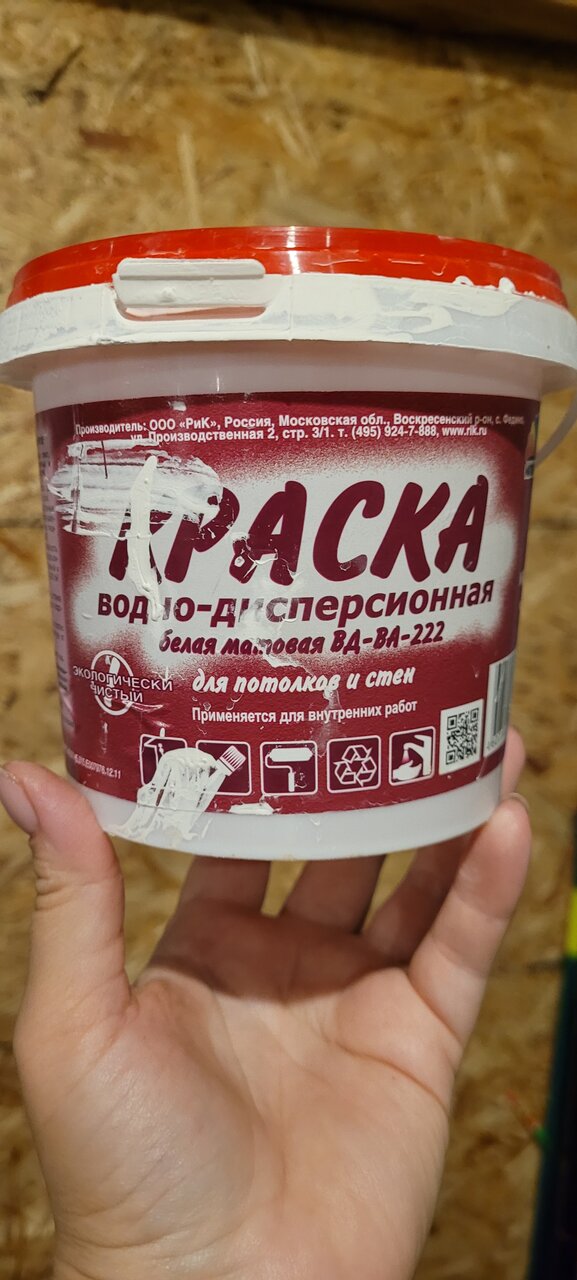 Производитель: ООО «РиК», Россия, Московская обл., Воскресенский р-он, с. Федино,
ул. Производственная 2, стр. 3/1. т. (495) 924-7-888, www.rik.ru
КРАСКА
водно-дисперсионная
белая матовая ВД-ВА-222
ЭКОЛОГИЧЕСКИ
ЧИСТЫЙ
для потолков и стен
Применяется для внутренних работ